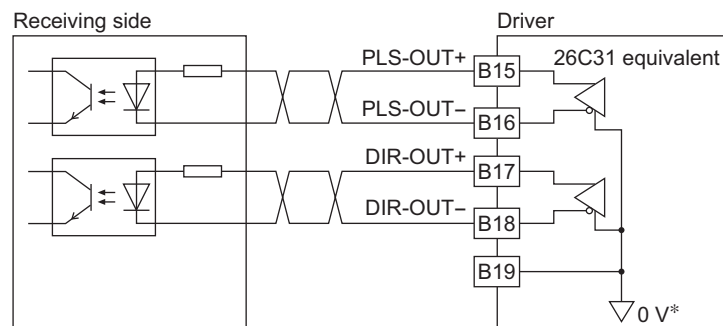 Receiving side
Driver
PLS-OUT+
B15
26C31 equivalent
PLS-OUT−
B16
DIR-OUT+
B17
DIR-OUT−
B18
B19
0 V*